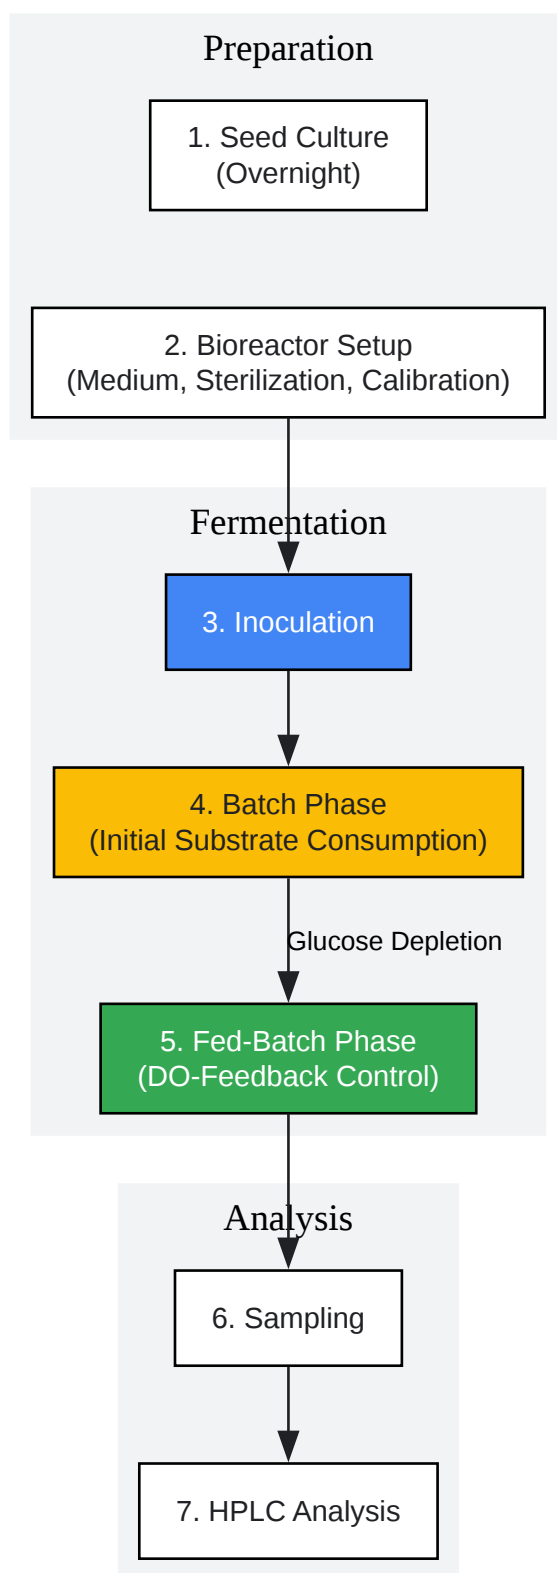 Preparation
1. Seed Culture
(Overnight)
2. Bioreactor Setup
(Medium, Sterilization, Calibration)
Fermentation
3. Inoculation
4. Batch Phase
(Initial Substrate Consumption)
Glucose Depletion
5. Fed-Batch Phase
(DO-Feedback Control)
Analysis
6. Sampling
7. HPLC Analysis